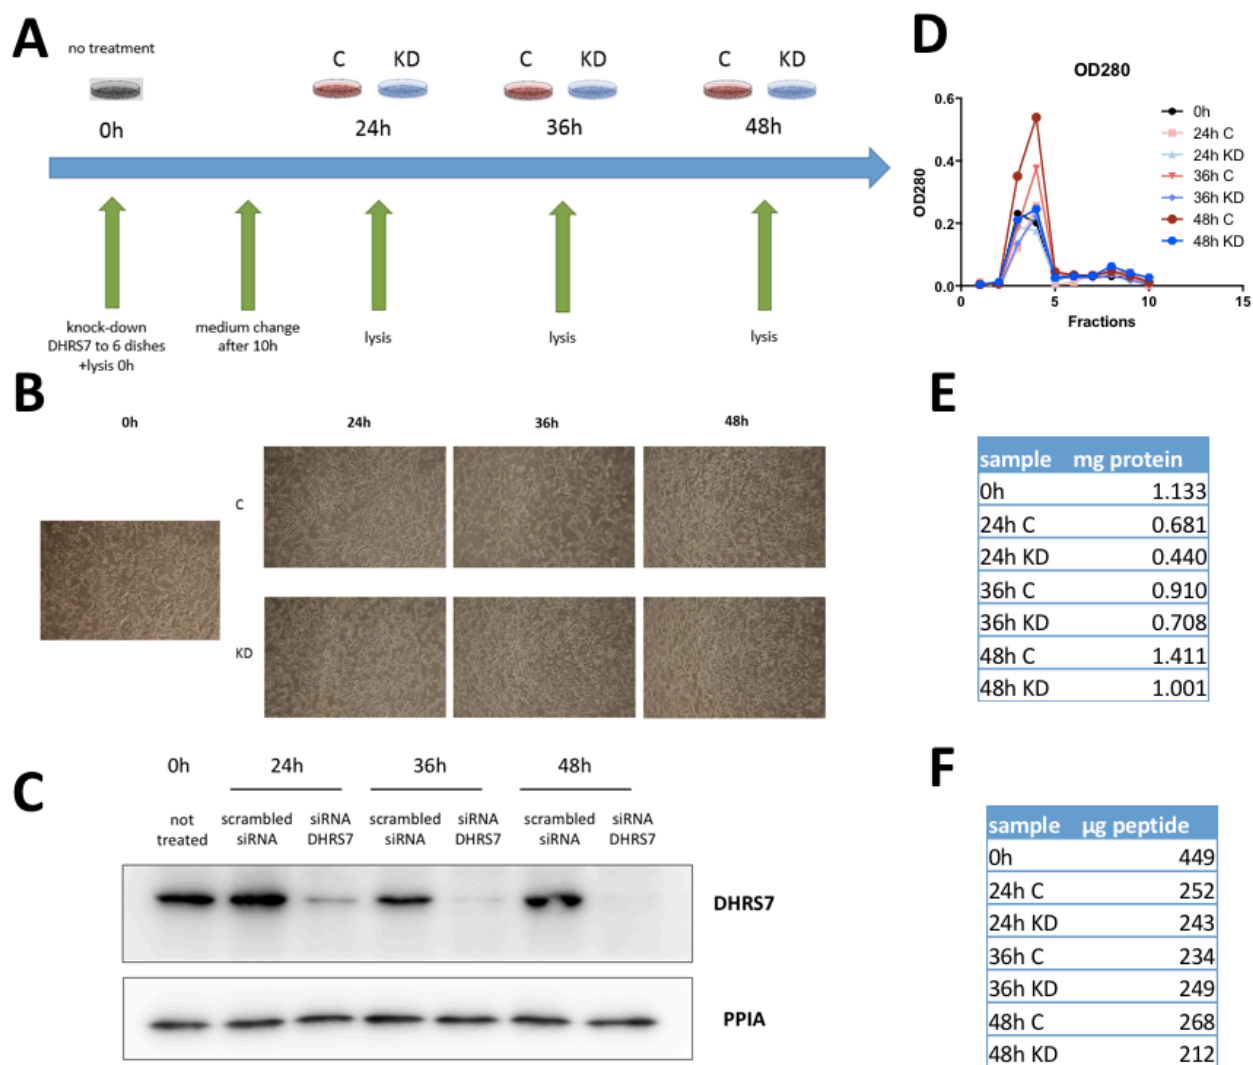 A
no treatment
C KD C KD C KD
0h 24h 36h 48h
knock-down
DHRS7 to 6 dishes
+lysis 0h
medium change
after 10h
lysis
lysis
lysis
B
0h 24h 36h 48h
C
KD
C
0h 24h 36h 48h
not
treated
scrambled
siRNA
siRNA
DHRS7
scrambled
siRNA
siRNA
DHRS7
scrambled
siRNA
siRNA
DHRS7
DHRS7
PPIA
D
OD280
OD280
0.6
0.4
0.2
0.0
0 5 10 15
Fractions
0h
24h C
24h KD
36h C
36h KD
48h C
48h KD
E
sample mg protein
0h 1.133
24h C 0.681
24h KD 0.440
36h C 0.910
36h KD 0.708
48h C 1.411
48h KD 1.001
F
sample µg peptide
0h 449
24h C 252
24h KD 243
36h C 234
36h KD 249
48h C 268
48h KD 212